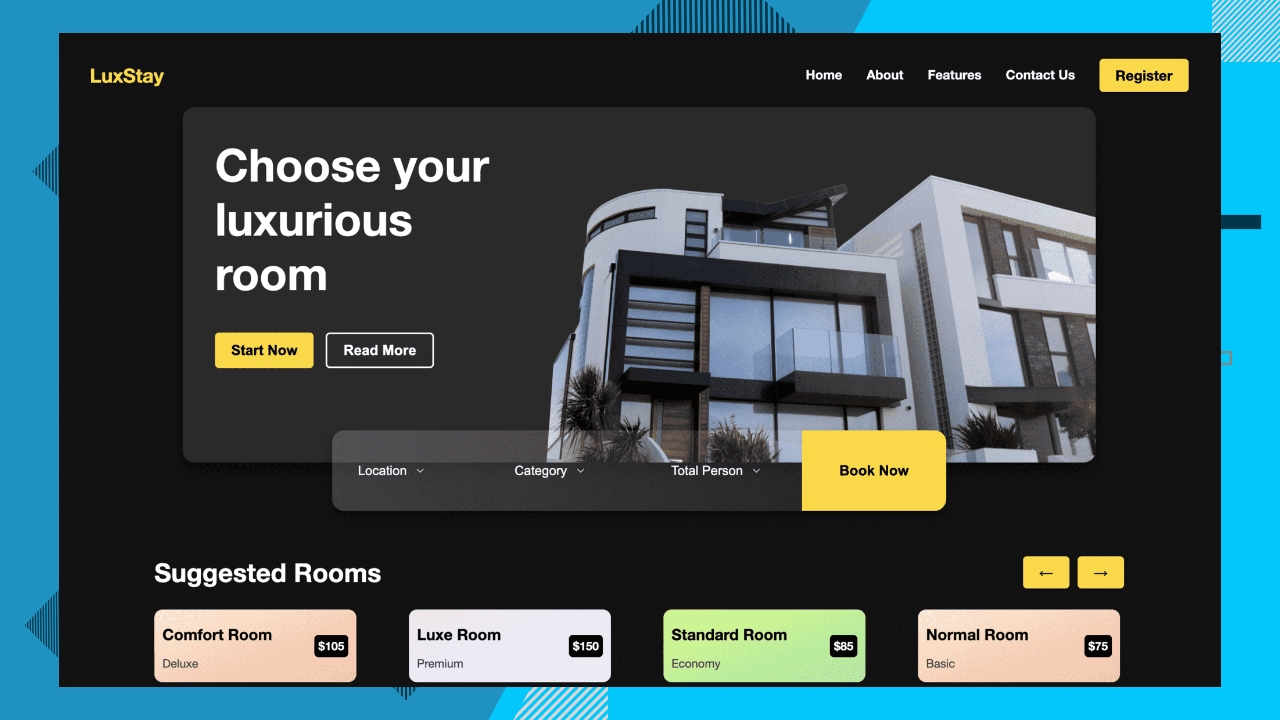 LuxStay
Home About Features Contact Us Register
Choose your
luxurious
room
Start Now Read More
Location Category Total Person Book Now
Suggested Rooms
← →
Comfort Room $105
Deluxe
Luxe Room $150
Premium
Standard Room $85
Economy
Normal Room $75
Basic